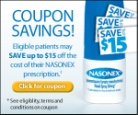 COUPON
SAVINGS!
Eligible patients may
SAVE up to $15 off the
cost of their NASONEX
prescription.*
Click for coupon
* See eligibility, terms and
conditions on coupon
SAVE
$15
NASONEX